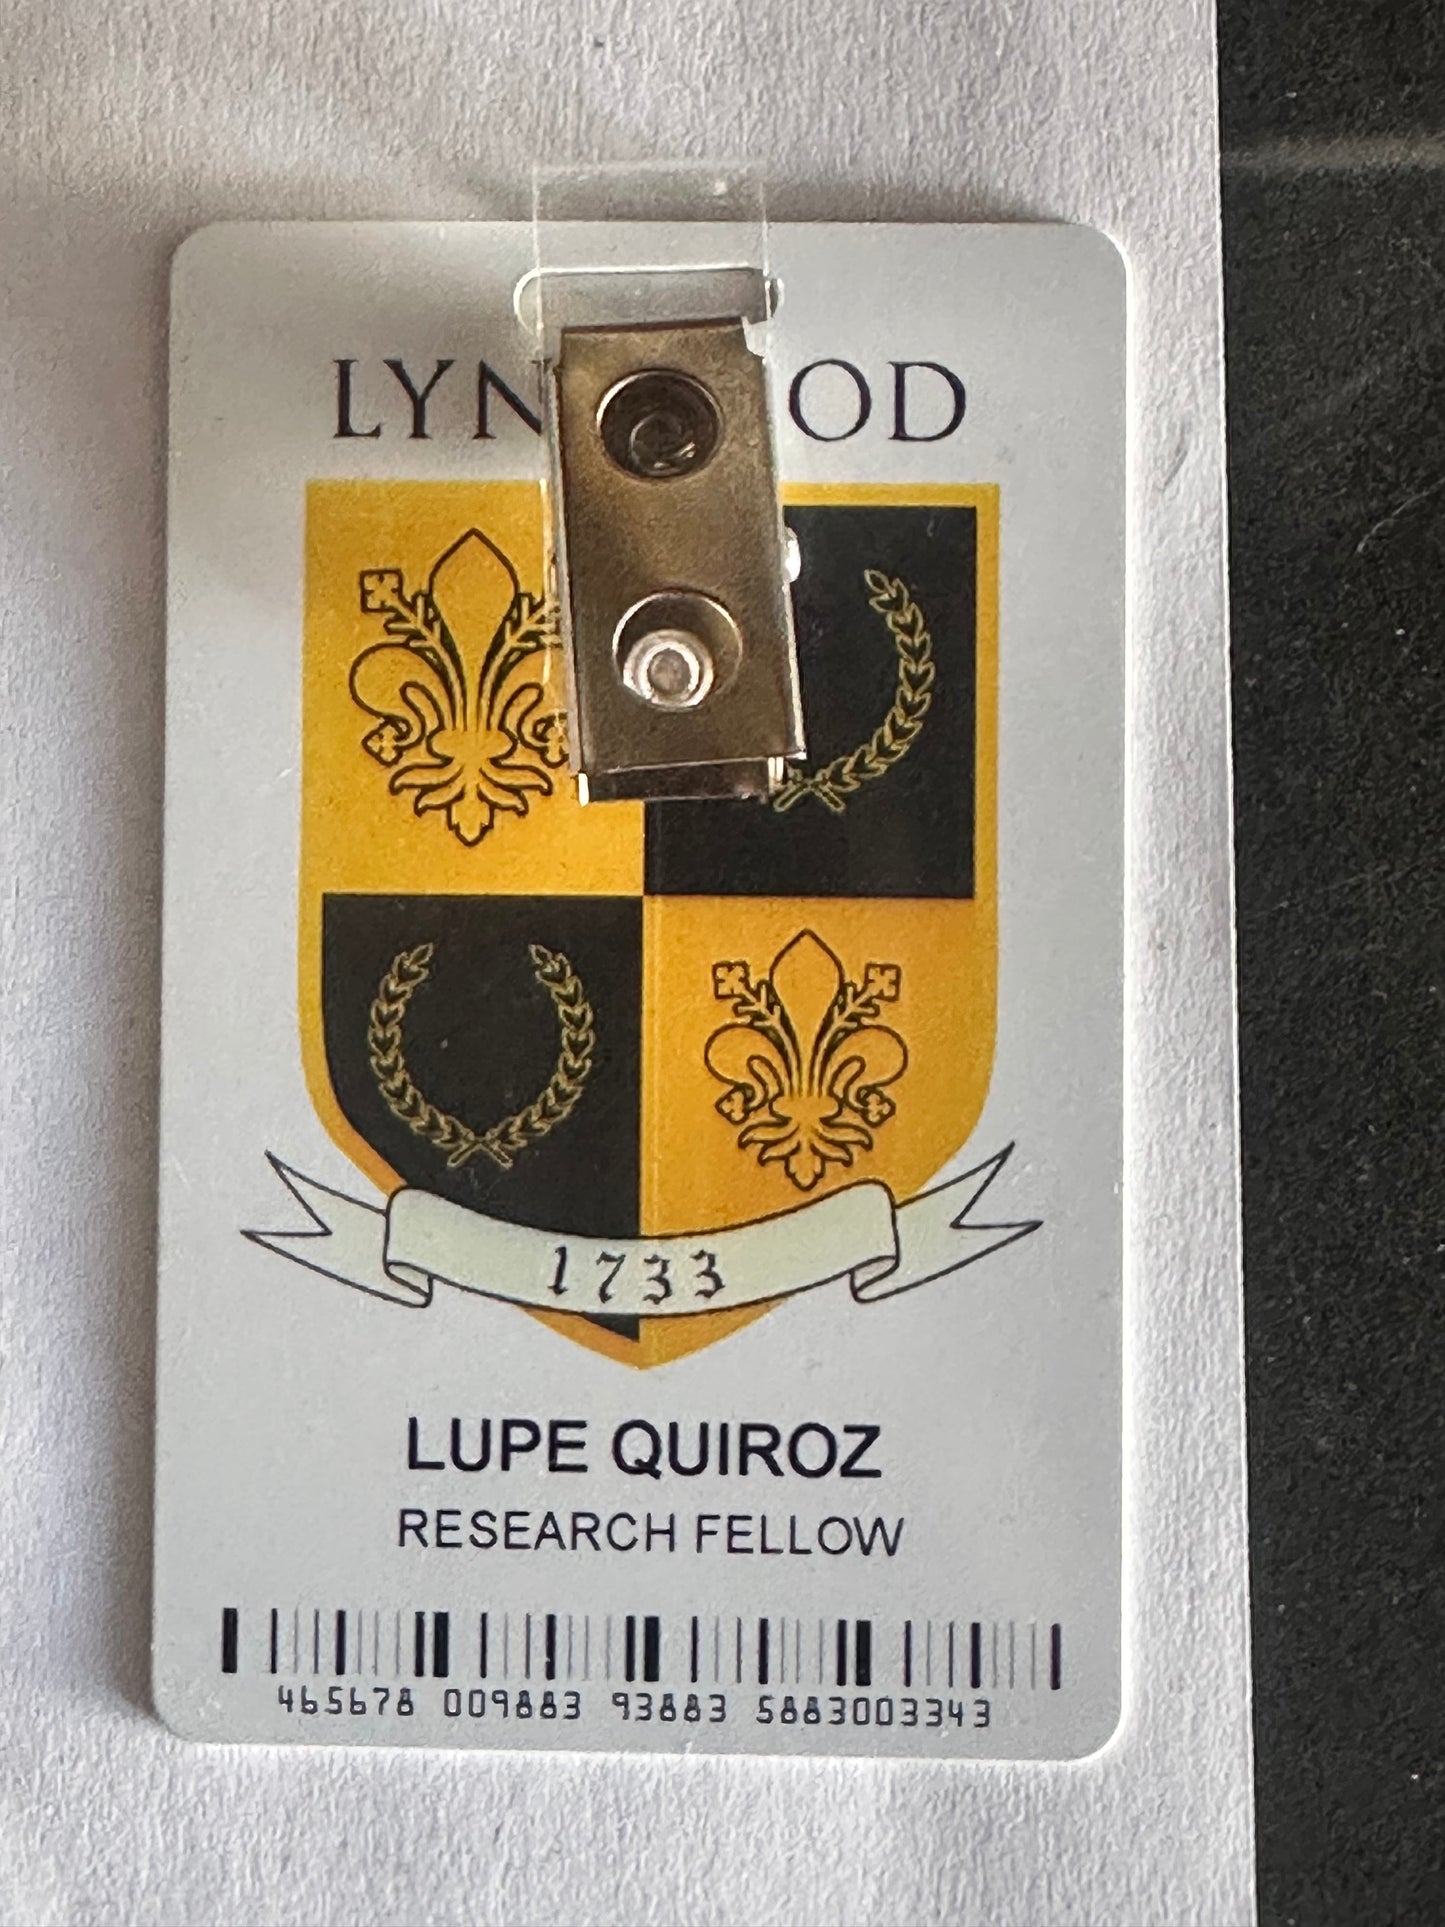 1733
LUPE QUIROZ
RESEARCH FELLOW
465678 009883 93883 5883003343